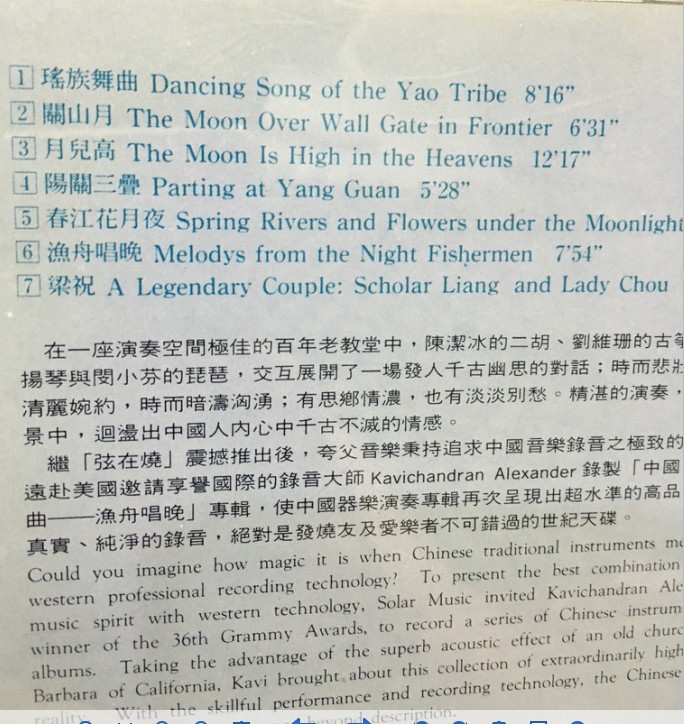 1 瑤族舞曲 Dancing Song of the Yao Tribe 8'16"
2 關山月 The Moon Over Wall Gate in Frontier 6'31"
3 月兒高 The Moon Is High in the Heavens 12'17"
4 陽關三疊 Parting at Yang Guan 5'28"
5 春江花月夜 Spring Rivers and Flowers under the Moonlight
6 漁舟唱晚 Melodys from the Night Fishermen 7'54"
7 梁祝 A Legendary Couple: Scholar Liang and Lady Chou
在一座演奏空間極佳的百年老教堂中，陳潔冰的二胡、劉維珊的古箏
揚琴與閔小芬的琵琶，交互展開了一場發人千古幽思的對話；時而悲壯
清麗婉約，時而暗濤洶湧；有思鄉情濃，也有淡淡別愁。精湛的演奏，
景中，迴盪出中國人內心中千古不滅的情感。
繼「弦在燒」震撼推出後，夸父音樂秉持追求中國音樂錄音之極致的
遠赴美國邀請享譽國際的錄音大師 Kavichandran Alexander 錄製「中國
曲——漁舟唱晚」專輯，使中國器樂演奏專輯再次呈現出超水準的高品
真實、純淨的錄音，絕對是發燒友及愛樂者不可錯過的世紀天碟。
Could you imagine how magic it is when Chinese traditional instruments me
western professional recording technology? To present the best combination
music spirit with western technology, Solar Music invited Kavichandran Ale
winner of the 36th Grammy Awards, to record a series of Chinese instrum
albums. Taking the advantage of the superb acoustic effect of an old churc
Barbara of California, Kavi brought about this collection of extraordinarily high
reality. With the skillful performance and recording technology, the Chinese
beyond description.